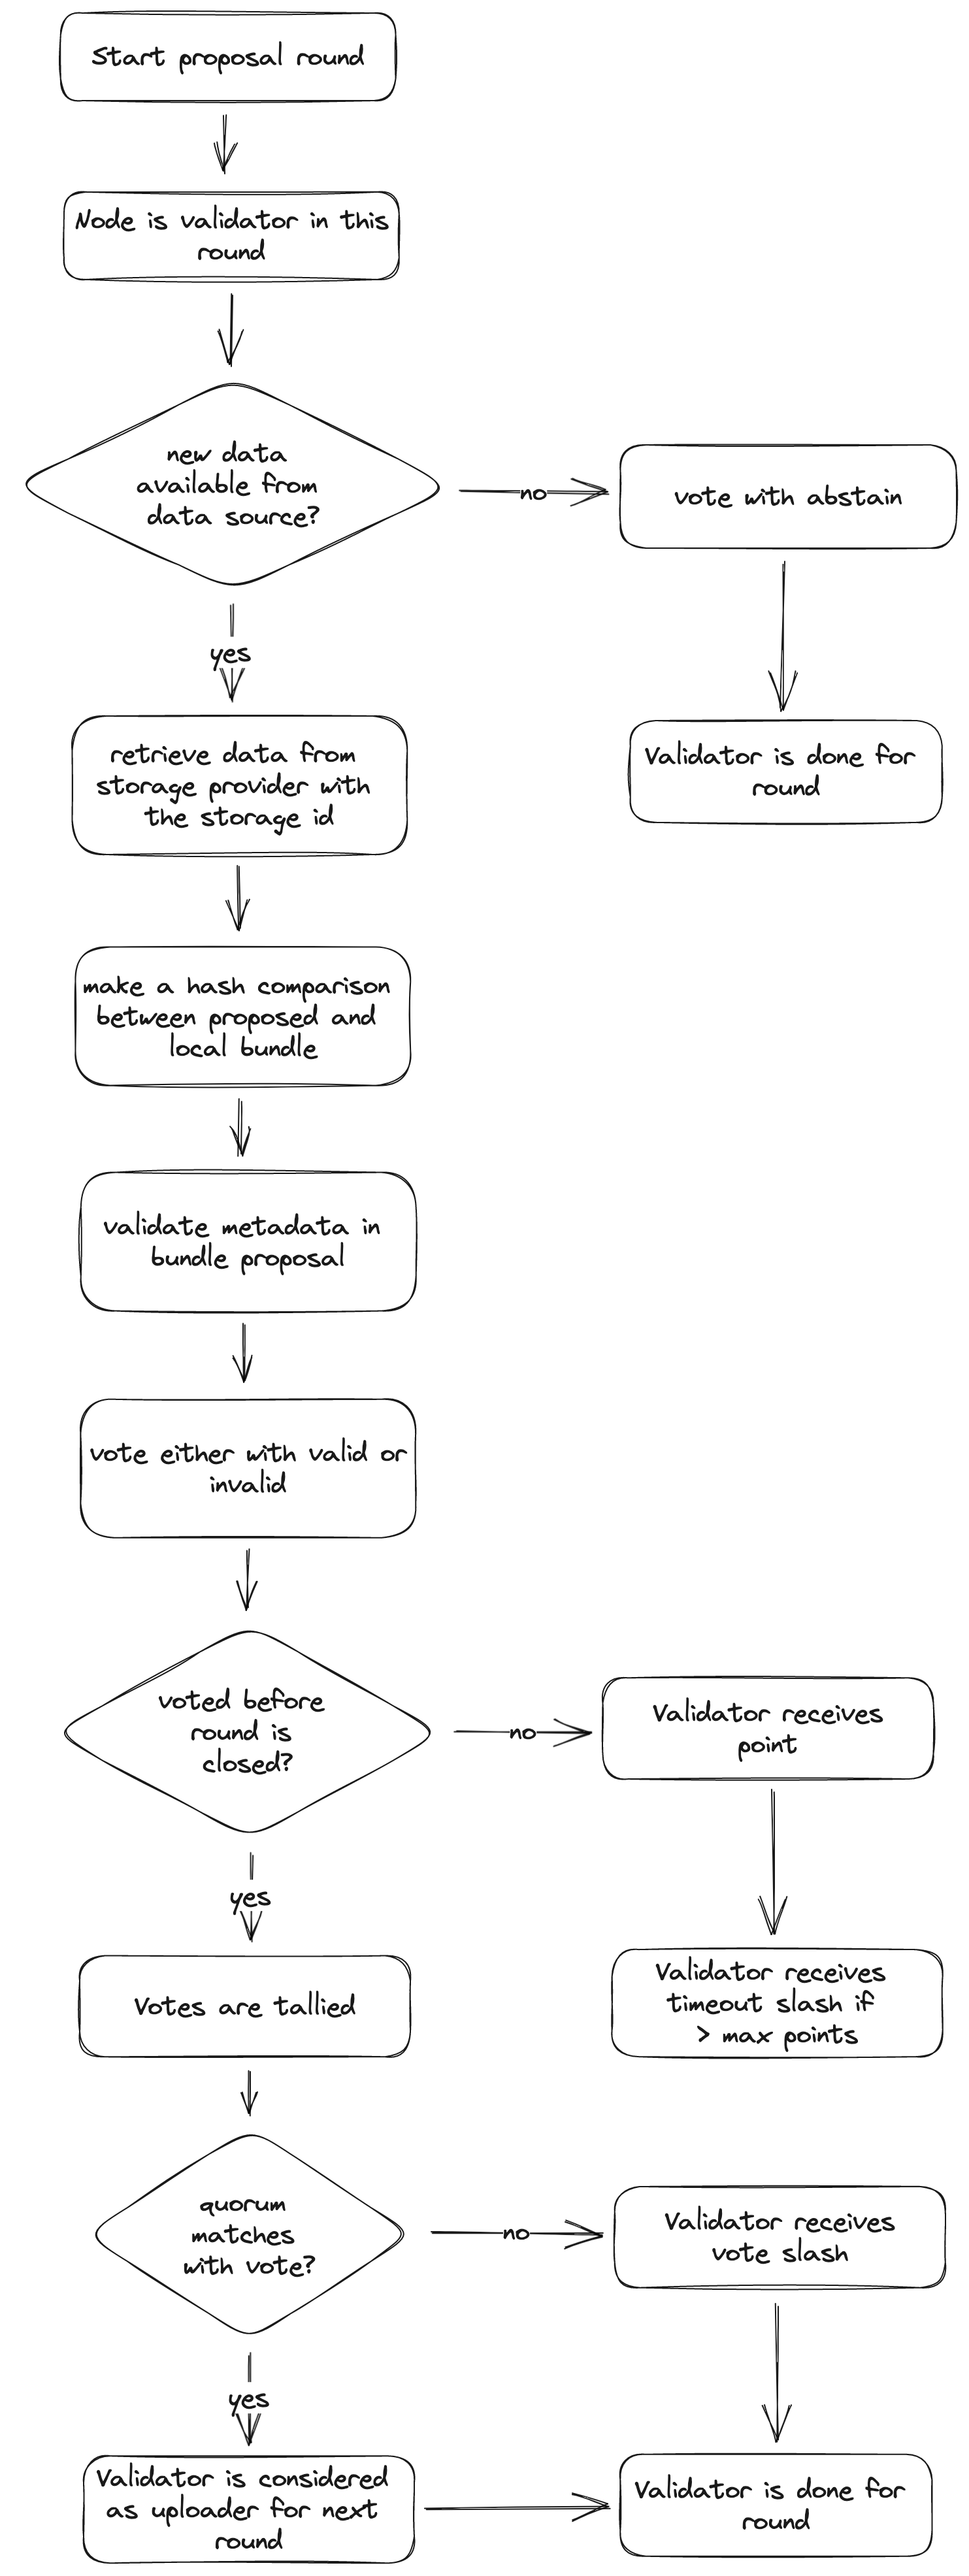 Start proposal round
Node is validator in this
round
new data
available from
data source?
no
vote with abstain
yes
Validator is done for
round
retrieve data from
storage provider with
the storage id
make a hash comparison
between proposed and
local bundle
validate metadata in
bundle proposal
vote either with valid or
invalid
voted before
round is
closed?
no
Validator receives
point
yes
Votes are tallied
Validator receives
timeout slash if
> max points
quorum
matches
with vote?
no
Validator receives
vote slash
yes
Validator is considered
as uploader for next
round
Validator is done for
round